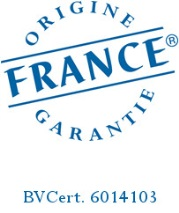 ORIGINE
FRANCE®
GARANTIE
BVCert. 6014103